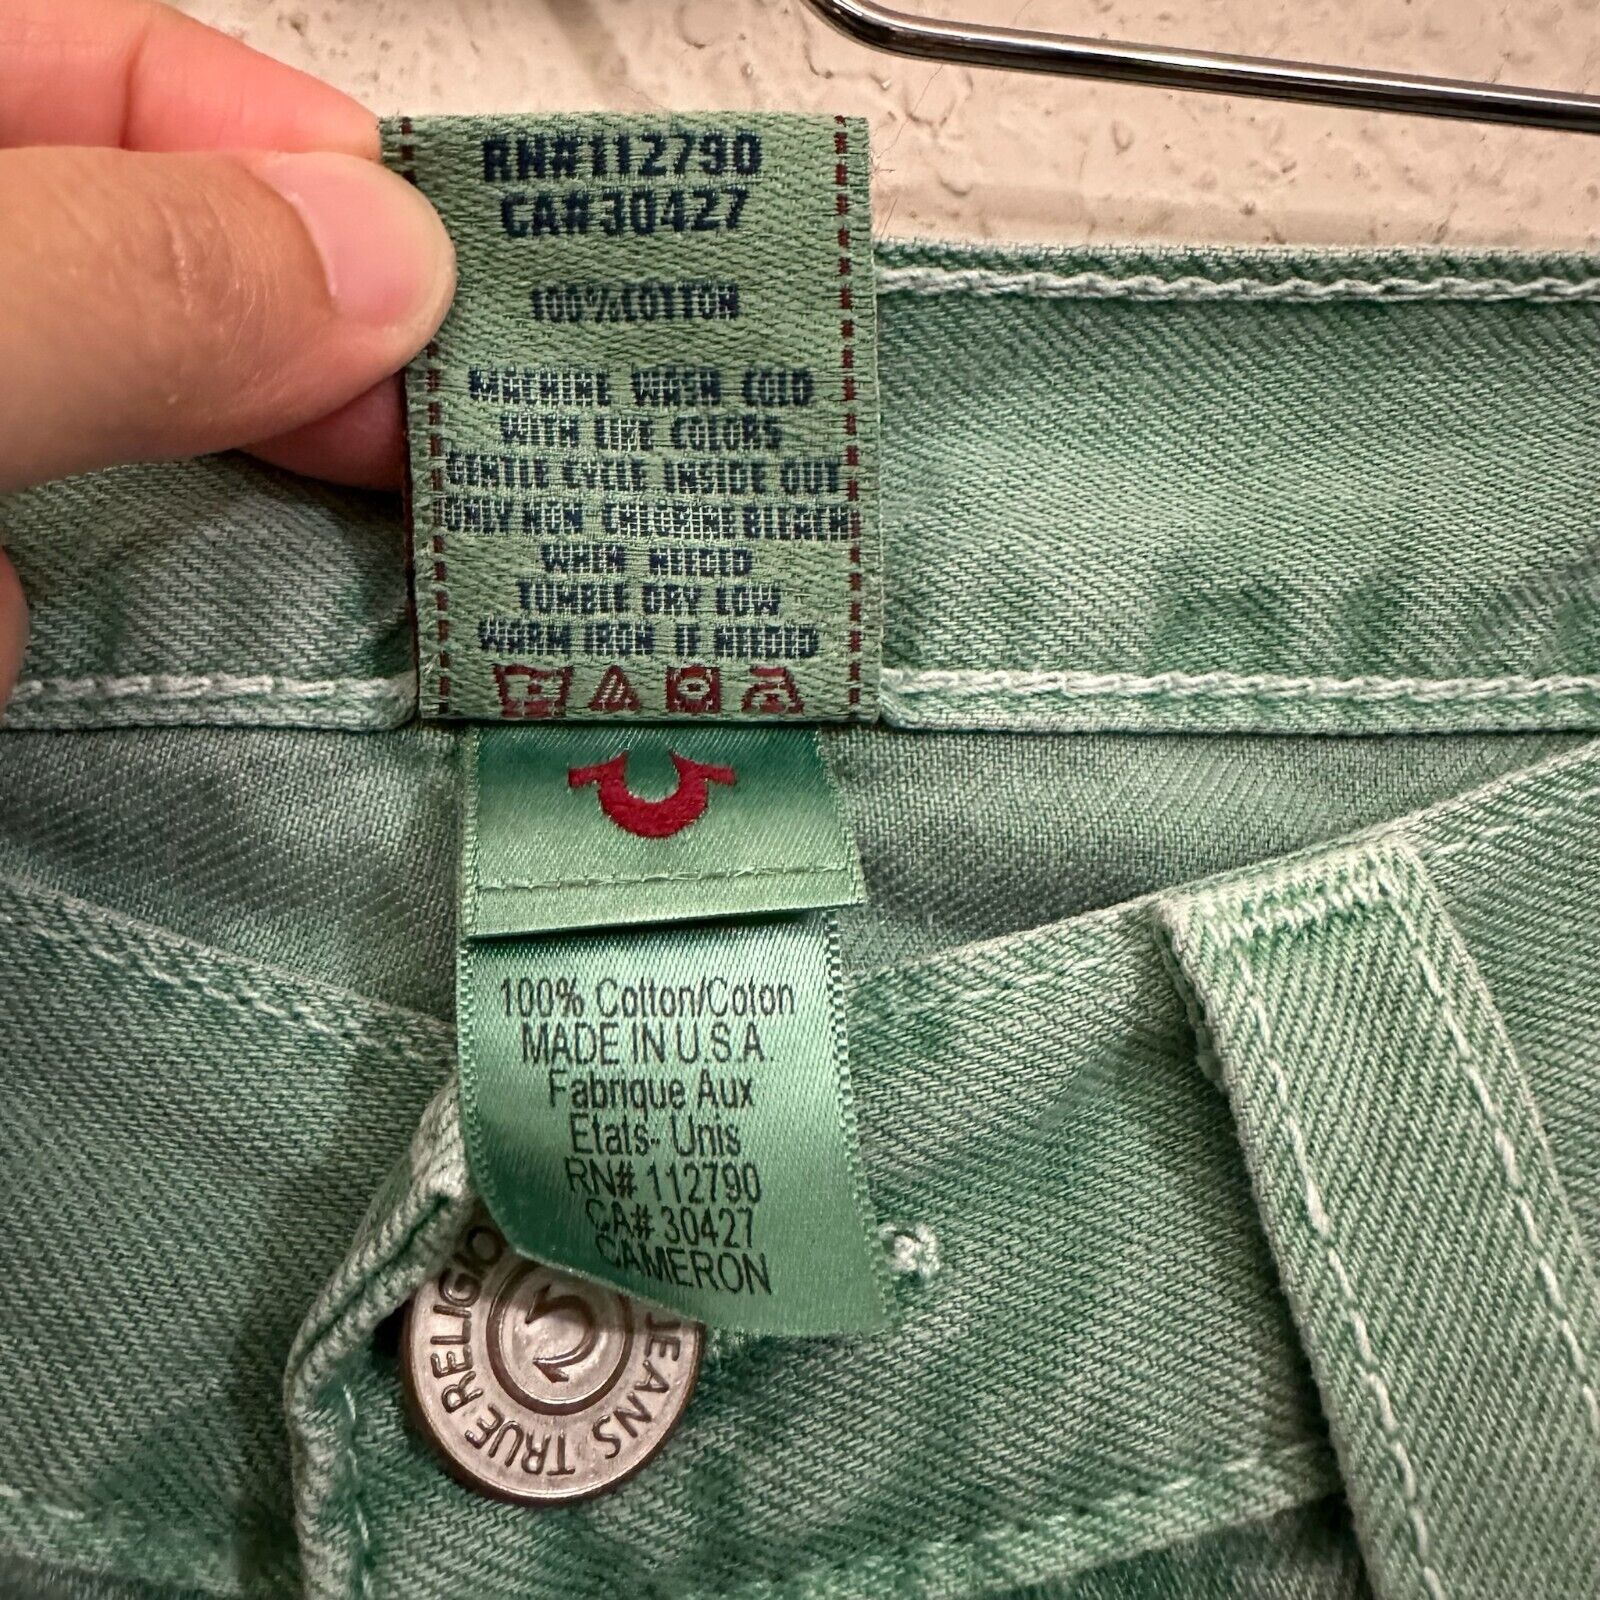 RN#112790
CA#30427
100%COTTON
MACHINE WASH COLD
WITH LIKE COLORS
GENTLE CYCLE INSIDE OUT
ONLY NON CHLORINE BLEACH
WHEN NEEDED
TUMBLE DRY LOW
WARM IRON IF NEEDED
100% Cotton/Coton
MADE IN U.S.A.
Fabrique Aux
Etats- Unis
RN# 112790
CA# 30427
CAMERON
TRUE RELIGIO JEANS